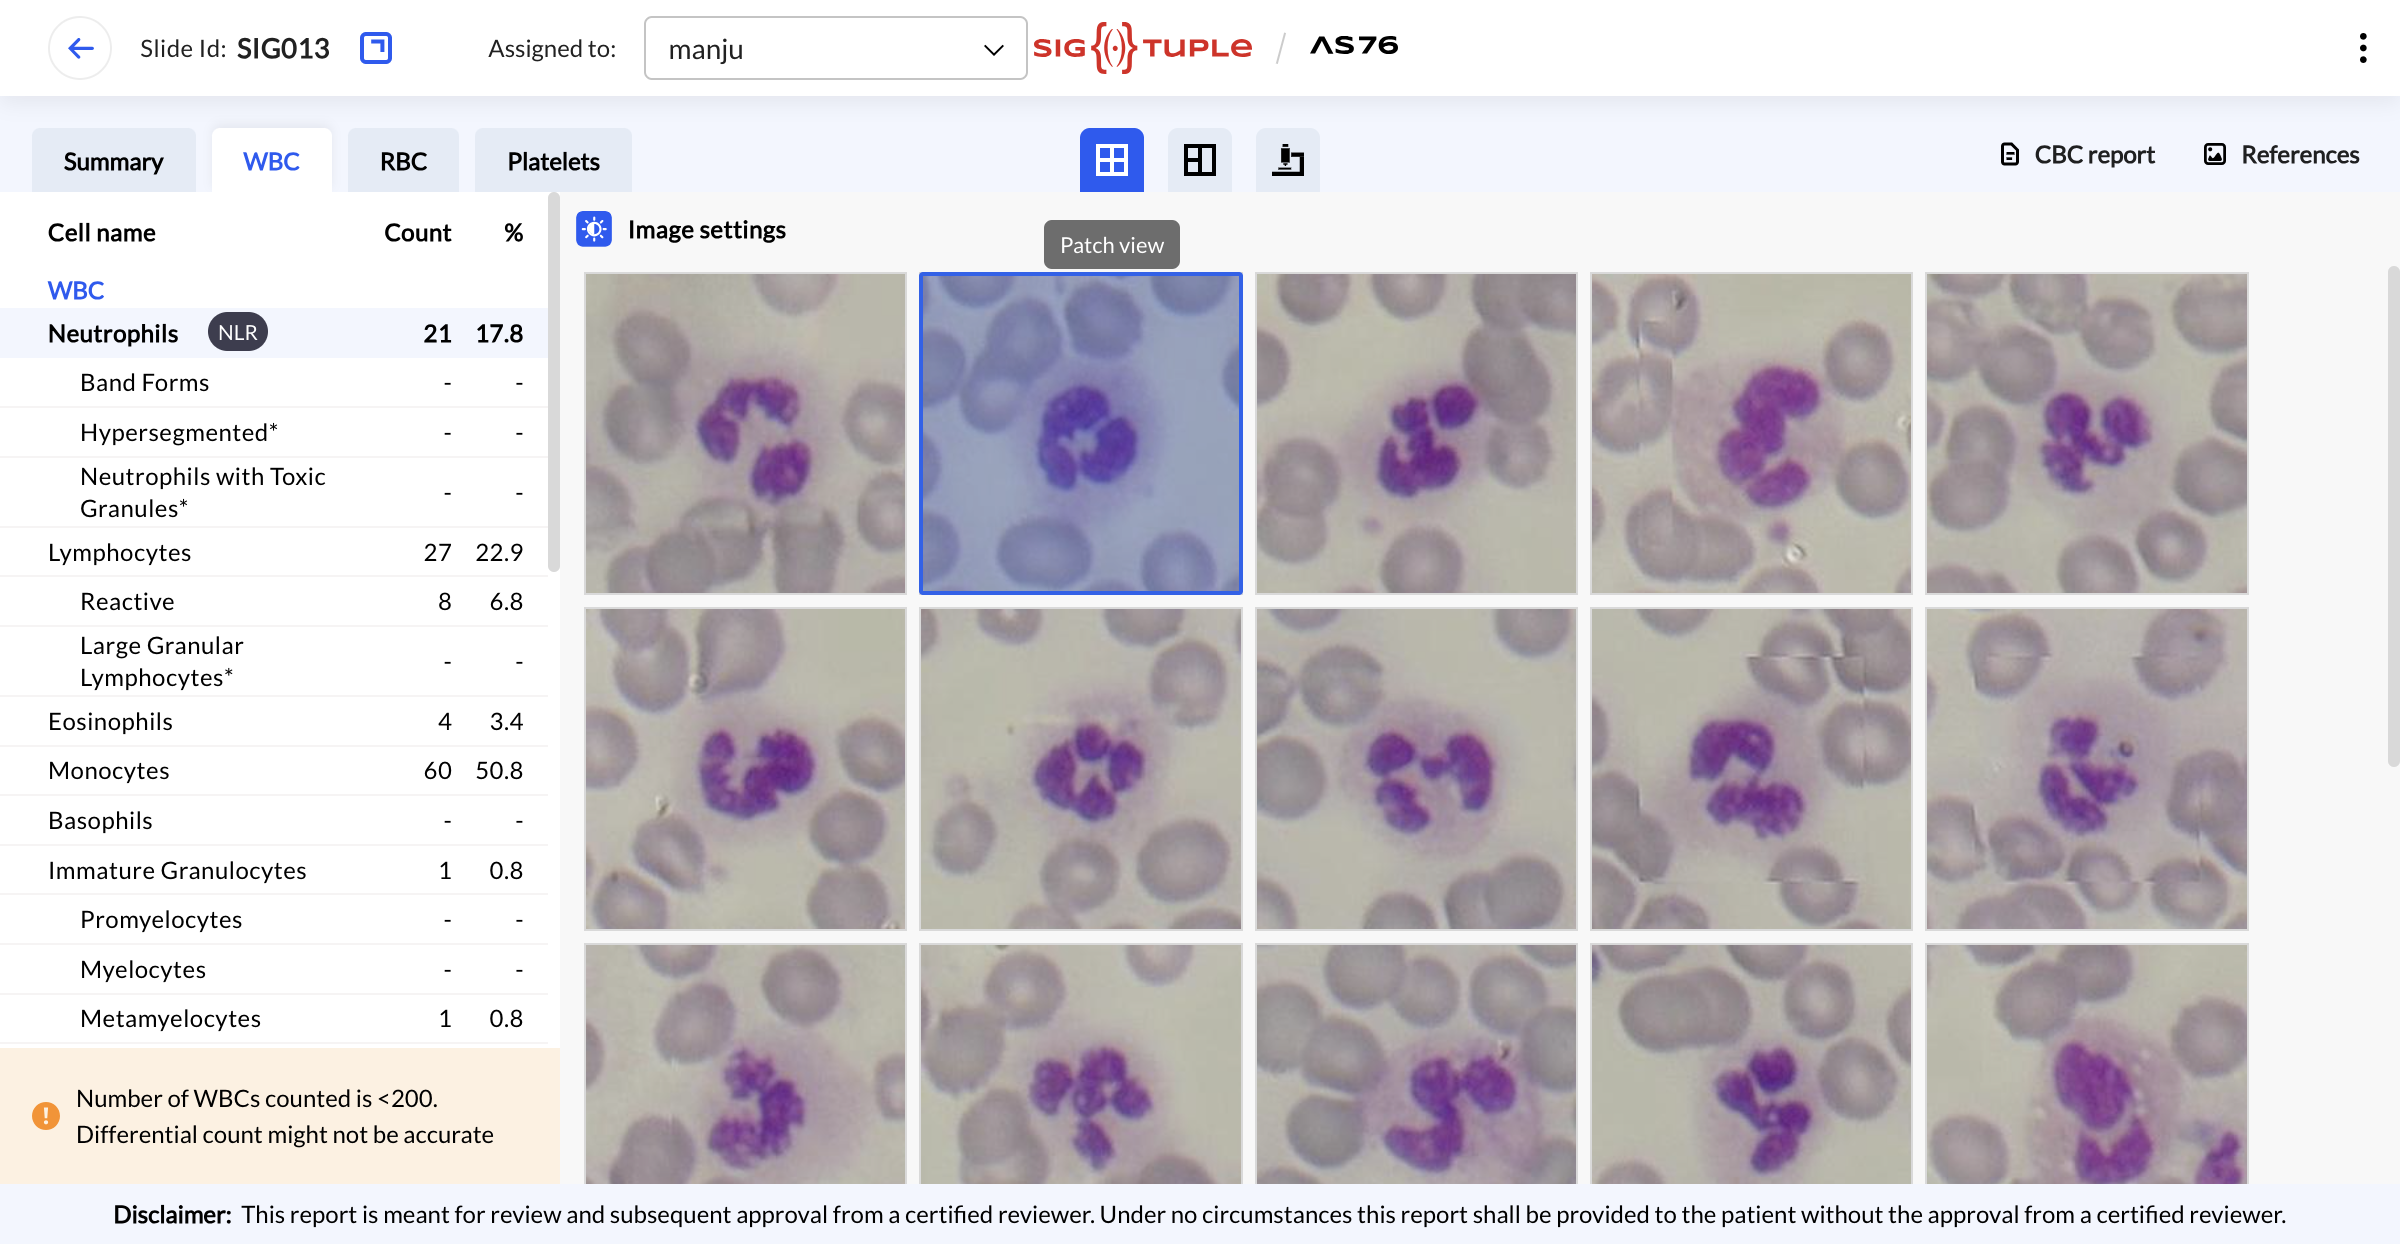 Slide Id: SIG013
Assigned to:
manju
SIG{(·)}TUPLE / AS76
Summary
WBC
RBC
Platelets
CBC report
References
Image settings
Patch view
Cell name Count %
WBC
Neutrophils NLR 21 17.8
Band Forms - -
Hypersegmented* - -
Neutrophils with Toxic
Granules* - -
Lymphocytes 27 22.9
Reactive 8 6.8
Large Granular
Lymphocytes* - -
Eosinophils 4 3.4
Monocytes 60 50.8
Basophils - -
Immature Granulocytes 1 0.8
Promyelocytes - -
Myelocytes - -
Metamyelocytes 1 0.8
Number of WBCs counted is <200.
Differential count might not be accurate
Disclaimer: This report is meant for review and subsequent approval from a certified reviewer. Under no circumstances this report shall be provided to the patient without the approval from a certified reviewer.